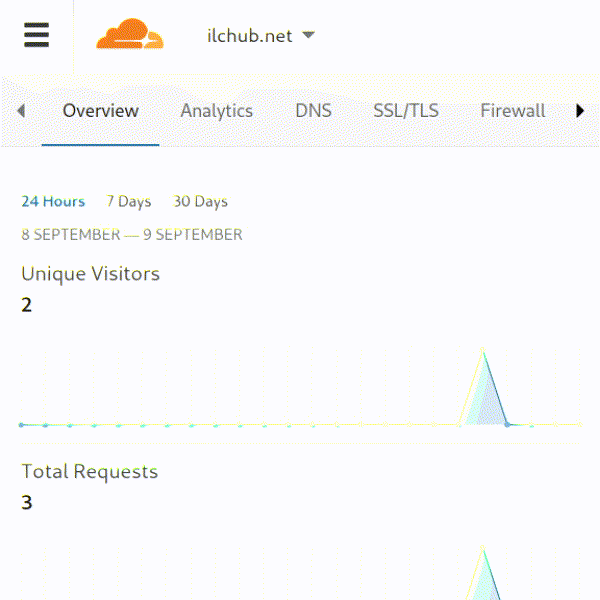 ilchub.net
Overview Analytics DNS SSL/TLS Firewall
24 Hours 7 Days 30 Days
8 SEPTEMBER — 9 SEPTEMBER
Unique Visitors
2
Total Requests
3